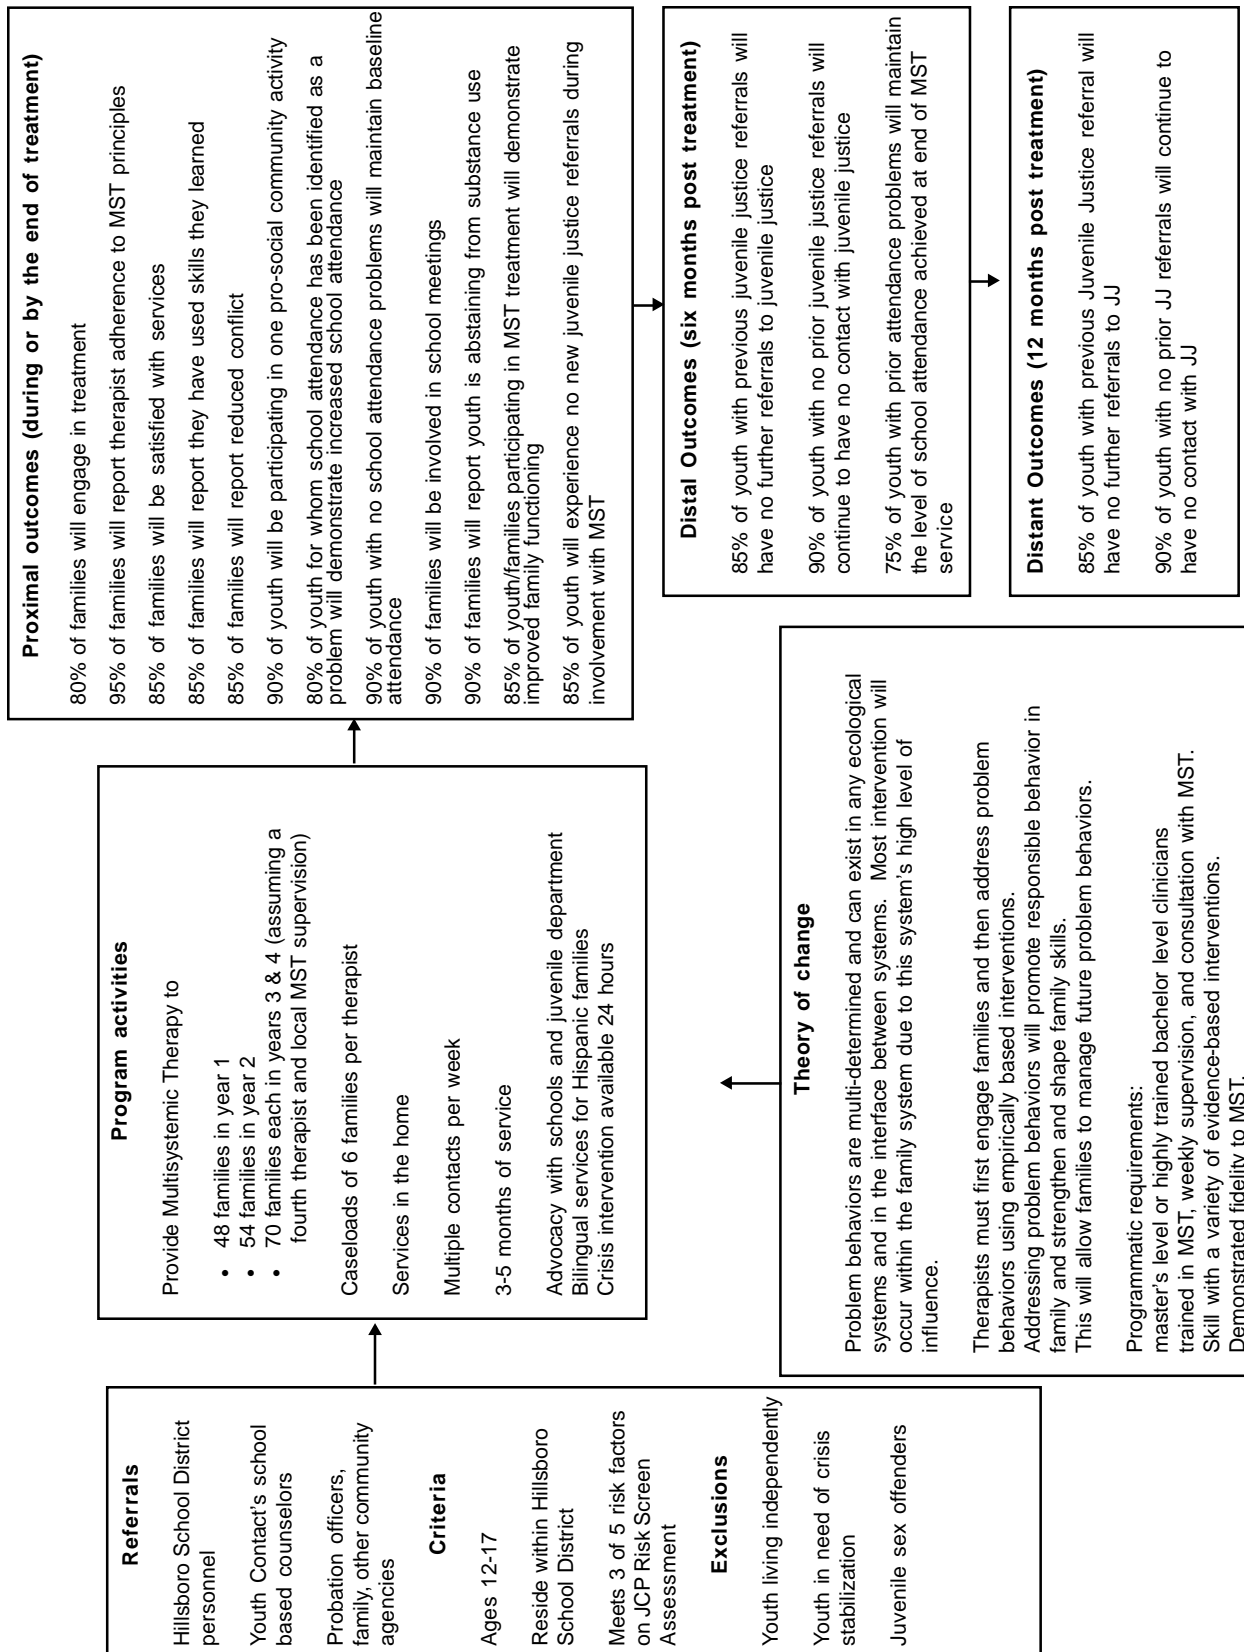 Referrals
Hillsboro School District
personnel
Youth Contact's school
based counselors
Probation officers,
family, other community
agencies
Criteria
Ages 12-17
Reside within Hillsboro
School District
Meets 3 of 5 risk factors
on JCP Risk Screen
Assessment
Exclusions
Youth living independently
Youth in need of crisis
stabilization
Juvenile sex offenders
Program activities
Provide Multisystemic Therapy to
• 48 families in year 1
• 54 families in year 2
• 70 families each in years 3 & 4 (assuming a
fourth therapist and local MST supervision)
Caseloads of 6 families per therapist
Services in the home
Multiple contacts per week
3-5 months of service
Advocacy with schools and juvenile department
Bilingual services for Hispanic families
Crisis intervention available 24 hours
Theory of change
Problem behaviors are multi-determined and can exist in any ecological
systems and in the interface between systems. Most intervention will
occur within the family system due to this system's high level of
influence.
Therapists must first engage families and then address problem
behaviors using empirically based interventions.
Addressing problem behaviors will promote responsible behavior in
family and strengthen and shape family skills.
This will allow families to manage future problem behaviors.
Programmatic requirements:
master's level or highly trained bachelor level clinicians
trained in MST, weekly supervision, and consultation with MST.
Skill with a variety of evidence-based interventions.
Demonstrated fidelity to MST.
Proximal outcomes (during or by the end of treatment)
80% of families will engage in treatment
95% of families will report therapist adherence to MST principles
85% of families will be satisfied with services
85% of families will report they have used skills they learned
85% of families will report reduced conflict
90% of youth will be participating in one pro-social community activity
80% of youth for whom school attendance has been identified as a
problem will demonstrate increased school attendance
90% of youth with no school attendance problems will maintain baseline
attendance
90% of families will be involved in school meetings
90% of families will report youth is abstaining from substance use
85% of youth/families participating in MST treatment will demonstrate
improved family functioning
85% of youth will experience no new juvenile justice referrals during
involvement with MST
Distal Outcomes (six months post treatment)
85% of youth with previous juvenile justice referrals will
have no further referrals to juvenile justice
90% of youth with no prior juvenile justice referrals will
continue to have no contact with juvenile justice
75% of youth with prior attendance problems will maintain
the level of school attendance achieved at end of MST
service
Distant Outcomes (12 months post treatment)
85% of youth with previous Juvenile Justice referral will
have no further referrals to JJ
90% of youth with no prior JJ referrals will continue to
have no contact with JJ